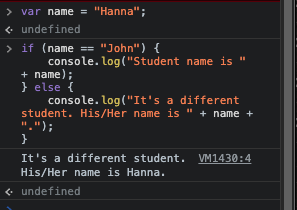 > var name = "Hanna";
undefined
> if (name == "John") {
    console.log("Student name is "
+ name);
} else {
    console.log("It's a different
student. His/Her name is " + name +
".");
}
It's a different student. VM1430:4
His/Her name is Hanna.
undefined
>